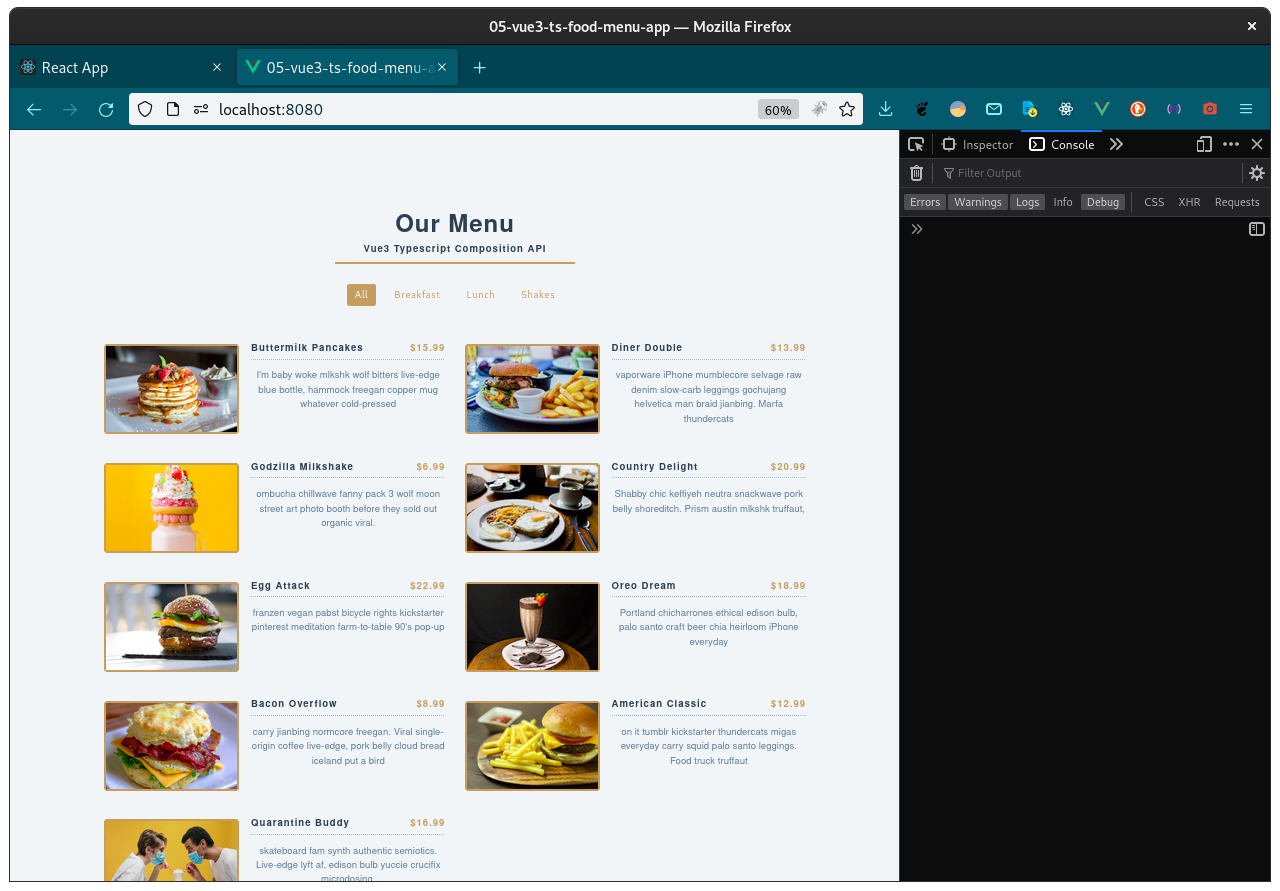 05-vue3-ts-food-menu-app — Mozilla Firefox
React App
05-vue3-ts-food-menu-a
localhost:8080
60%
Inspector
Console
Filter Output
Errors
Warnings
Logs
Info
Debug
CSS
XHR
Requests
Our Menu
Vue3 Typescript Composition API
All
Breakfast
Lunch
Shakes
Buttermilk Pancakes $15.99
I'm baby woke mlkshk wolf bitters live-edge
blue bottle, hammock freegan copper mug
whatever cold-pressed
Diner Double $13.99
vaporware iPhone mumblecore selvage raw
denim slow-carb leggings gochujang
helvetica man braid jianbing. Marfa
thundercats
Godzilla Milkshake $6.99
ombucha chillwave fanny pack 3 wolf moon
street art photo booth before they sold out
organic viral.
Country Delight $20.99
Shabby chic keffiyeh neutra snackwave pork
belly shoreditch. Prism austin mlkshk truffaut,
Egg Attack $22.99
franzen vegan pabst bicycle rights kickstarter
pinterest meditation farm-to-table 90's pop-up
Oreo Dream $18.99
Portland chicharrones ethical edison bulb,
palo santo craft beer chia heirloom iPhone
everyday
Bacon Overflow $8.99
carry jianbing normcore freegan. Viral single-
origin coffee live-edge, pork belly cloud bread
iceland put a bird
American Classic $12.99
on it tumblr kickstarter thundercats migas
everyday carry squid palo santo leggings.
Food truck truffaut
Quarantine Buddy $16.99
skateboard fam synth authentic semiotics.
Live-edge lyft af, edison bulb yuccie crucifix
microdosing